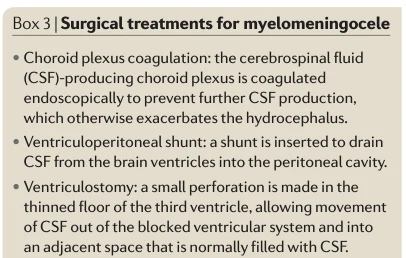 Box 3 | Surgical treatments for myelomeningocele
• Choroid plexus coagulation: the cerebrospinal fluid
(CSF)-producing choroid plexus is coagulated
endoscopically to prevent further CSF production,
which otherwise exacerbates the hydrocephalus.
• Ventriculoperitoneal shunt: a shunt is inserted to drain
CSF from the brain ventricles into the peritoneal cavity.
• Ventriculostomy: a small perforation is made in the
thinned floor of the third ventricle, allowing movement
of CSF out of the blocked ventricular system and into
an adjacent space that is normally filled with CSF.